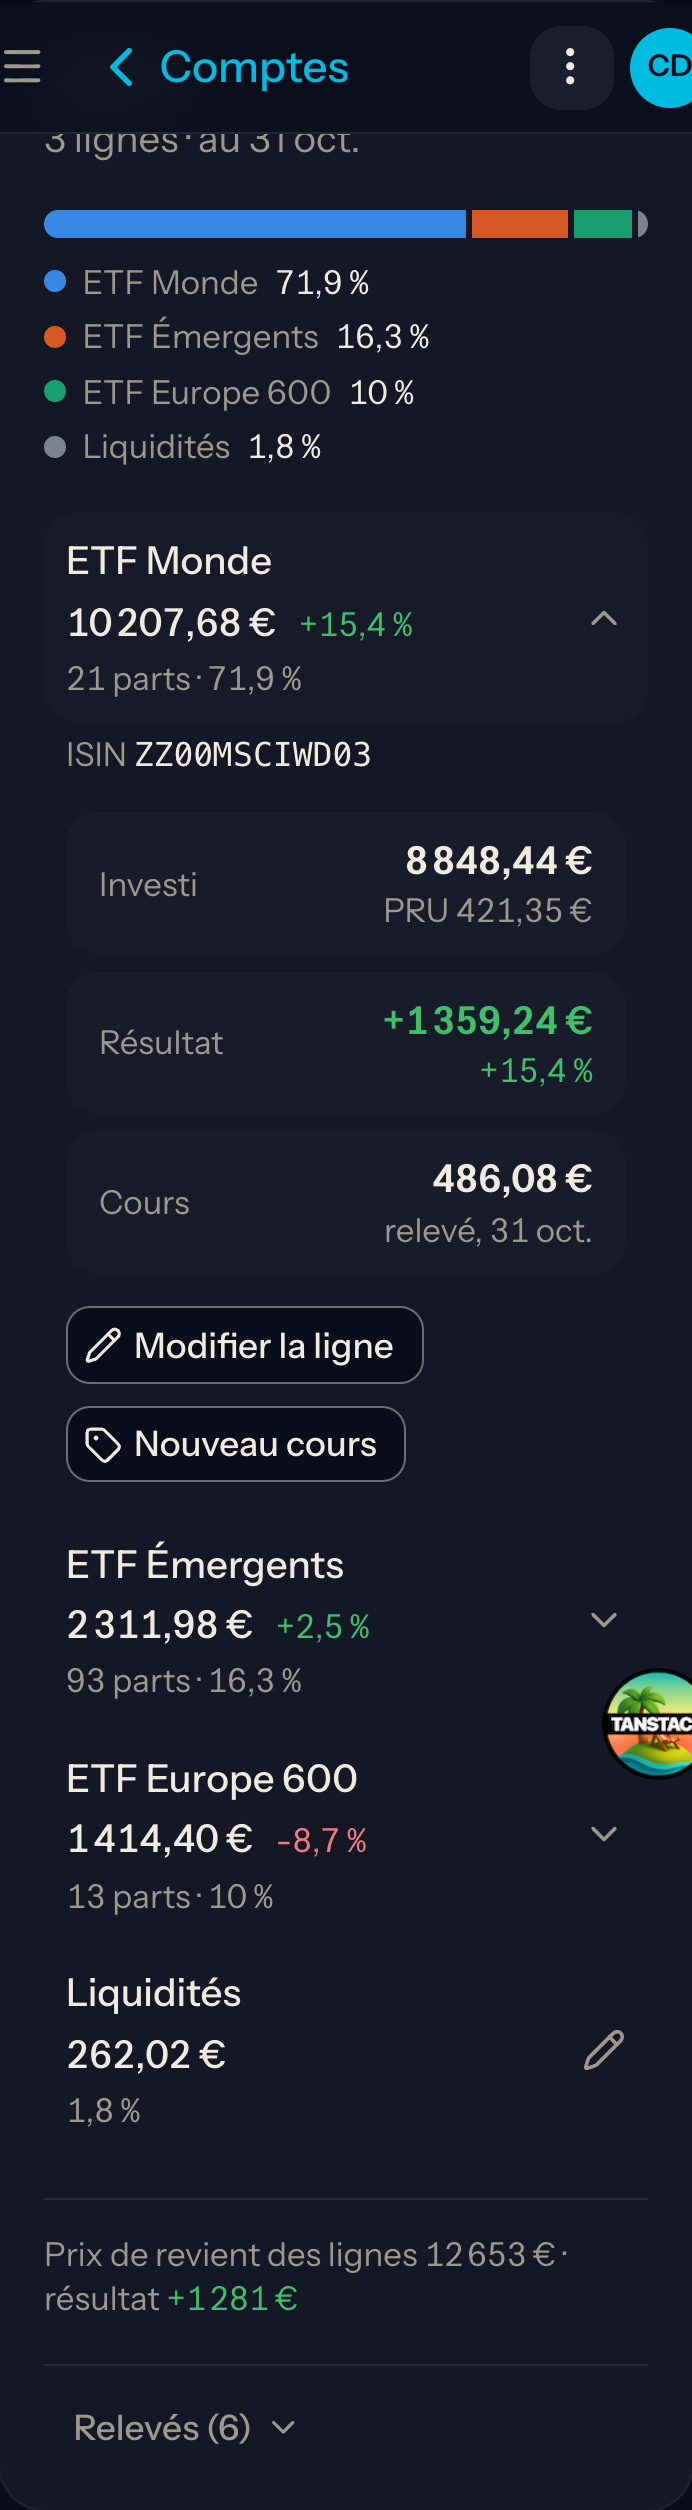 Comptes
CD
3 lignes · au 31 oct.
ETF Monde 71,9 %
ETF Émergents 16,3 %
ETF Europe 600 10 %
Liquidités 1,8 %
ETF Monde
10 207,68 € +15,4 %
21 parts · 71,9 %
ISIN ZZ00MSCIWD03
Investi
8 848,44 €
PRU 421,35 €
Résultat
+1 359,24 €
+15,4 %
Cours
486,08 €
relevé, 31 oct.
Modifier la ligne
Nouveau cours
ETF Émergents
2 311,98 € +2,5 %
93 parts · 16,3 %
TANSTAC
ETF Europe 600
1 414,40 € -8,7 %
13 parts · 10 %
Liquidités
262,02 €
1,8 %
Prix de revient des lignes 12 653 € ·
résultat +1 281 €
Relevés (6)